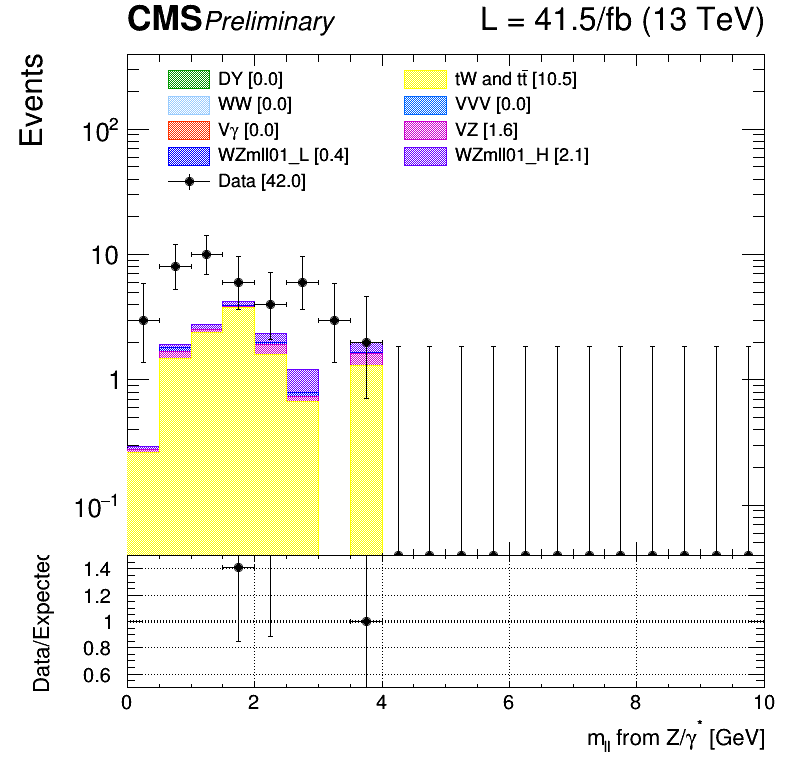 CMS Preliminary L = 41.5/fb (13 TeV)
Events
DY [0.0]
tW and tt̄ [10.5]
WW [0.0]
VVV [0.0]
Vγ [0.0]
VZ [1.6]
WZmll01_L [0.4]
WZmll01_H [2.1]
Data [42.0]
10²
10
1
10⁻¹
Data/Expected
1.4
1.2
1
0.8
0.6
0 2 4 6 8 10
m_ll from Z/γ* [GeV]